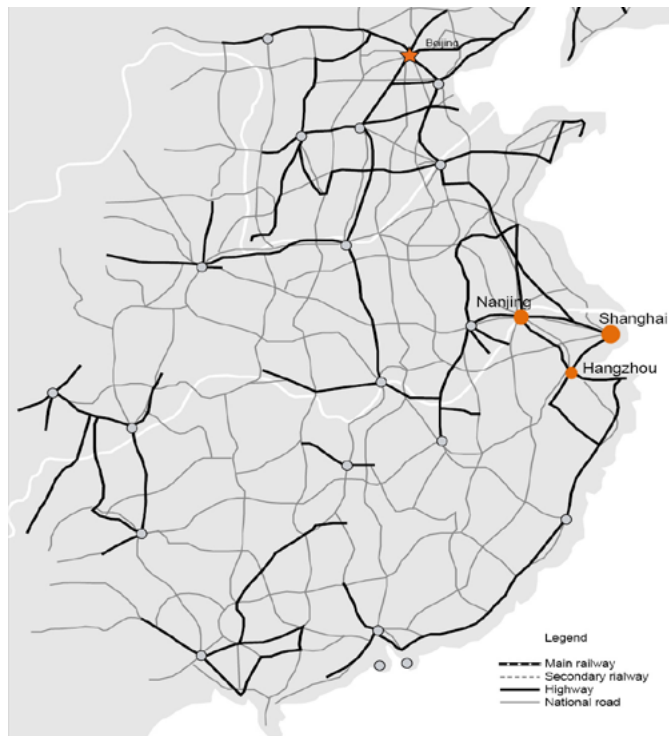 Beijing
Nanjing
Shanghai
Hangzhou
Legend
Main railway
Secondary rialway
Highway
National road